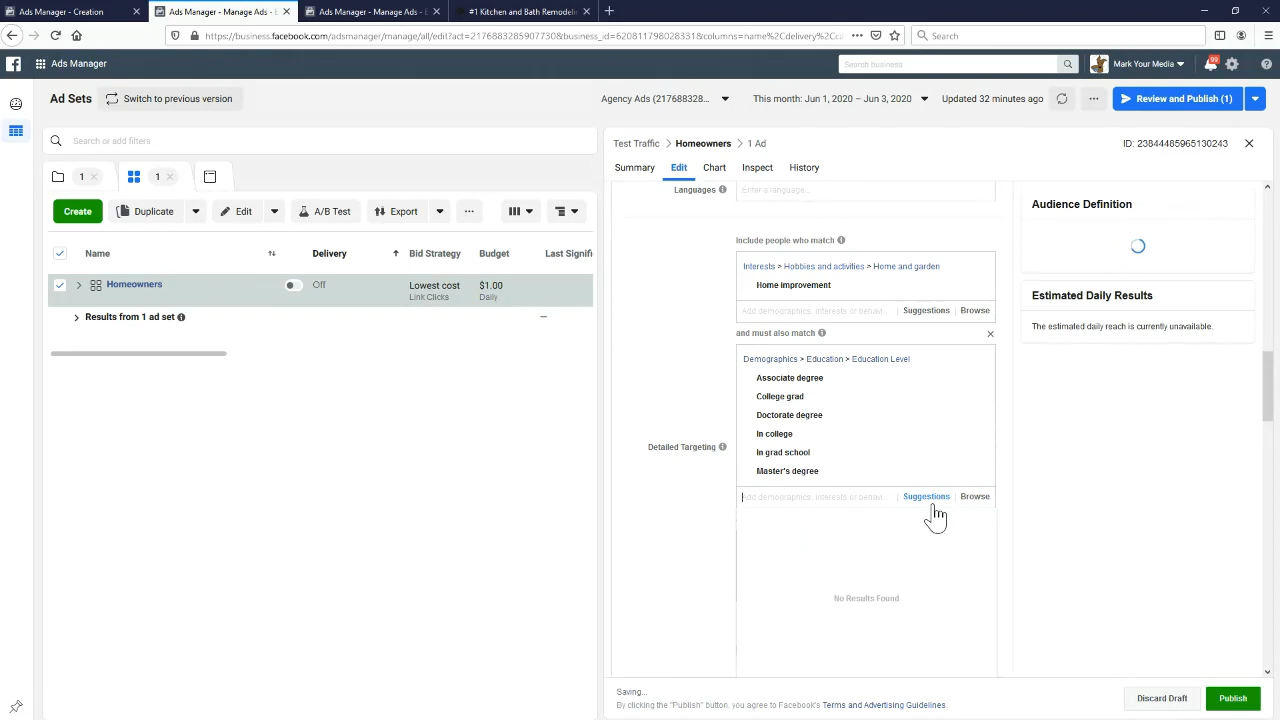 Ads Manager - Creation
Ads Manager - Manage Ads - E
Ads Manager - Manage Ads - E
#1 Kitchen and Bath Remodelin
https://business.facebook.com/adsmanager/manage/all/edit?act=2176883285790907&business_id=620811798028331&columns=name%2Cdelivery%2Cca
Search
Ads Manager
Search business
Mark Your Media
99
Ad Sets
Switch to previous version
Agency Ads (217688328...
This month: Jun 1, 2020 – Jun 3, 2020
Updated 32 minutes ago
Review and Publish (1)
Search or add filters
Test Traffic > Homeowners > 1 Ad
ID: 23844485965130243
Summary
Edit
Chart
Inspect
History
1
1
Create
Duplicate
Edit
A/B Test
Export
Name
Delivery
Bid Strategy
Budget
Last Signifi
Homeowners
Off
Lowest cost
Link Clicks
$1.00
Daily
Results from 1 ad set
Languages
Enter a language...
Include people who match
Interests > Hobbies and activities > Home and garden
Home improvement
Add demographics, interests or behavi...
Suggestions
Browse
and must also match
Demographics > Education > Education Level
Associate degree
College grad
Doctorate degree
In college
In grad school
Master's degree
Detailed Targeting
Add demographics, interests or behavi...
Suggestions
Browse
No Results Found
Audience Definition
Estimated Daily Results
The estimated daily reach is currently unavailable.
Saving...
By clicking the "Publish" button, you agree to Facebook's Terms and Advertising Guidelines.
Discard Draft
Publish